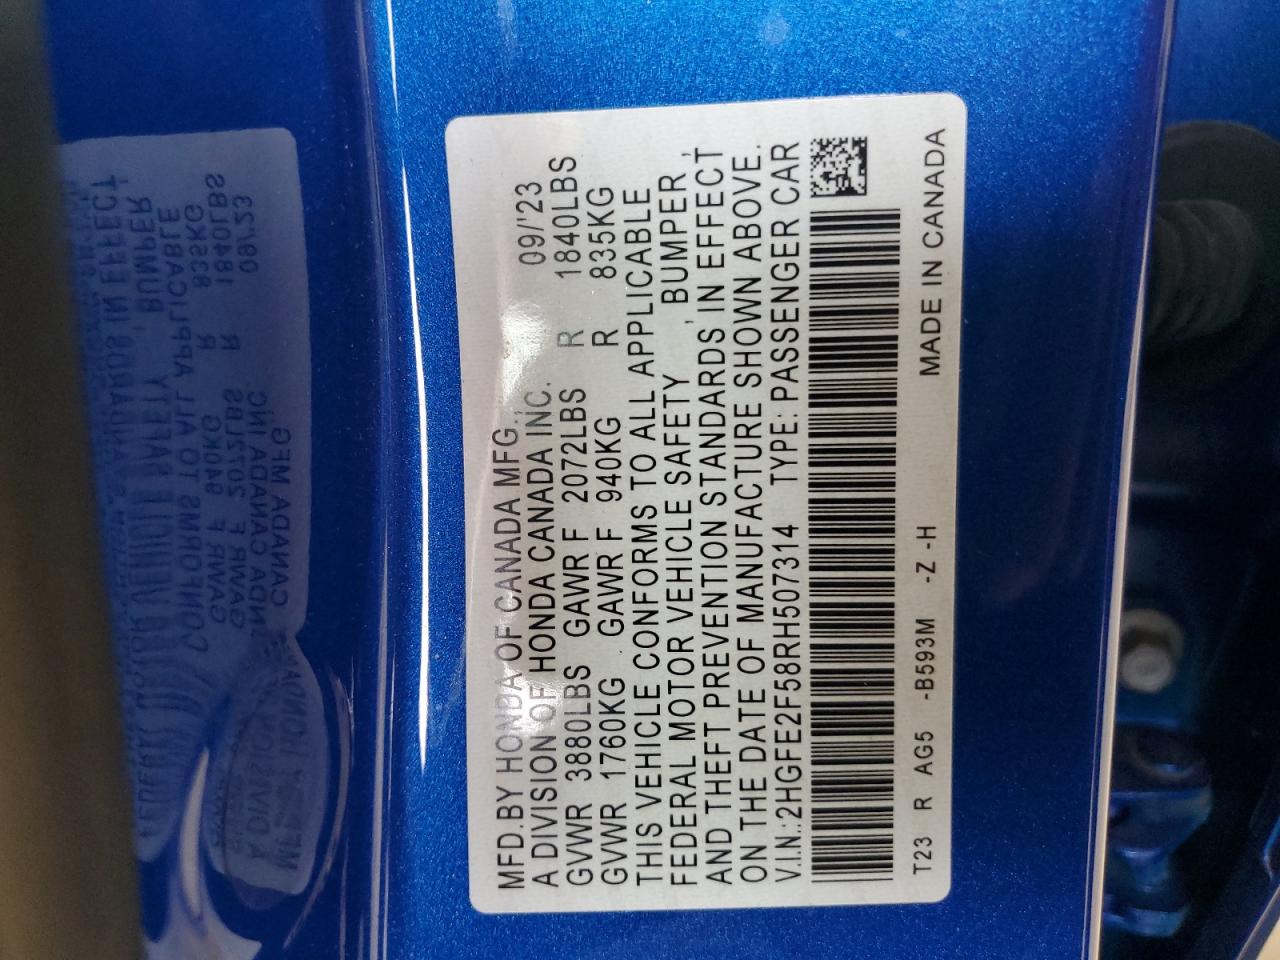 MFD.BY HONDA OF CANADA MFG.,
A DIVISION OF HONDA CANADA INC. 09/'23
GVWR 3880LBS GAWR F 2072LBS R 1840LBS
GVWR 1760KG GAWR F 940KG R 835KG
THIS VEHICLE CONFORMS TO ALL APPLICABLE
FEDERAL MOTOR VEHICLE SAFETY, BUMPER,
AND THEFT PREVENTION STANDARDS IN EFFECT
ON THE DATE OF MANUFACTURE SHOWN ABOVE.
V.I.N.:2HGFE2F58RH507314 TYPE: PASSENGER CAR
T23 R AG5 -B593M -Z -H MADE IN CANADA